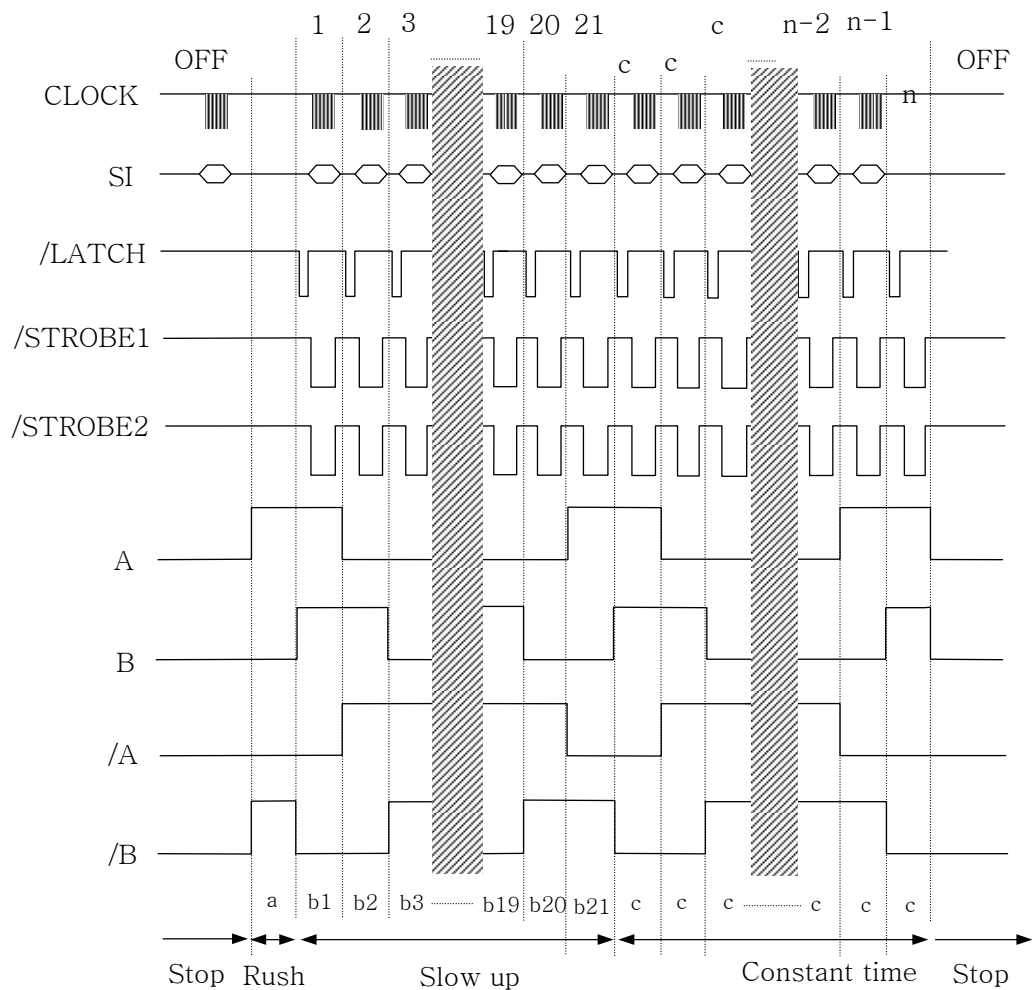 1 2 3 19 20 21 c n-2 n-1
OFF c c OFF
CLOCK n
SI
/LATCH
/STROBE1
/STROBE2
A
B
/A
/B
a b1 b2 b3 b19 b20 b21 c c c c c c
Stop Rush Slow up Constant time Stop